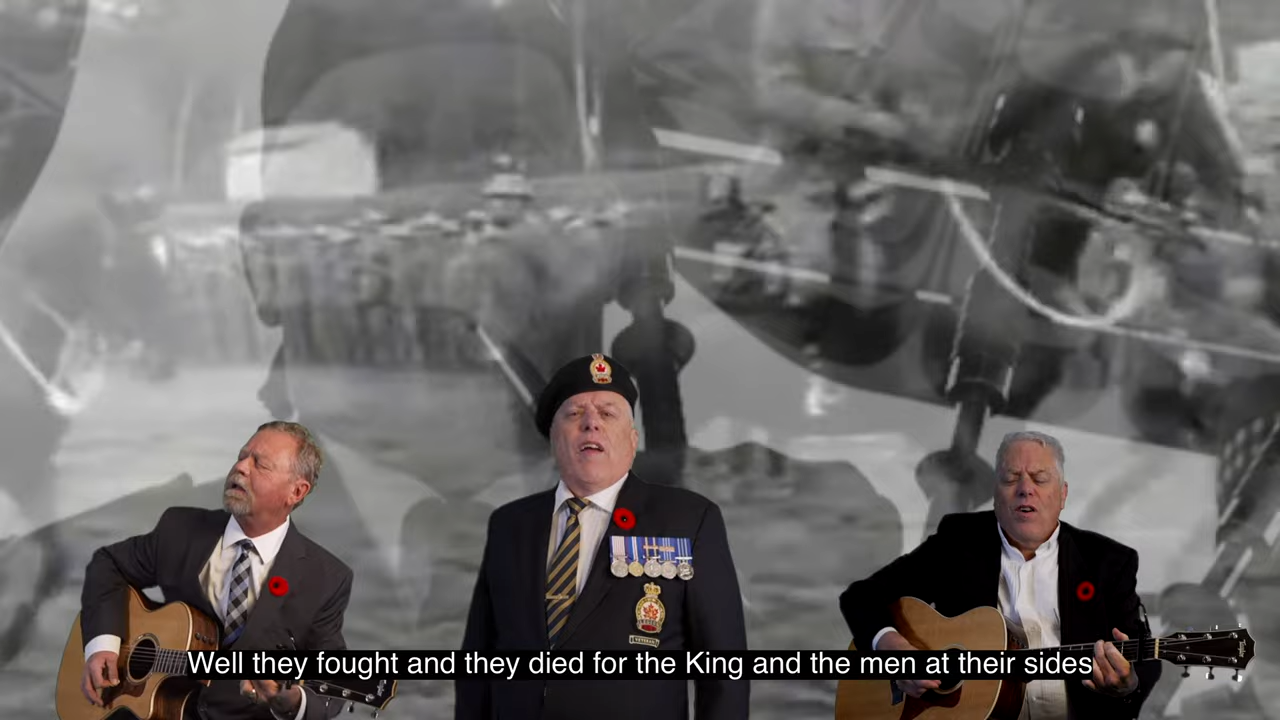 Well they fought and they died for the King and the men at their sides